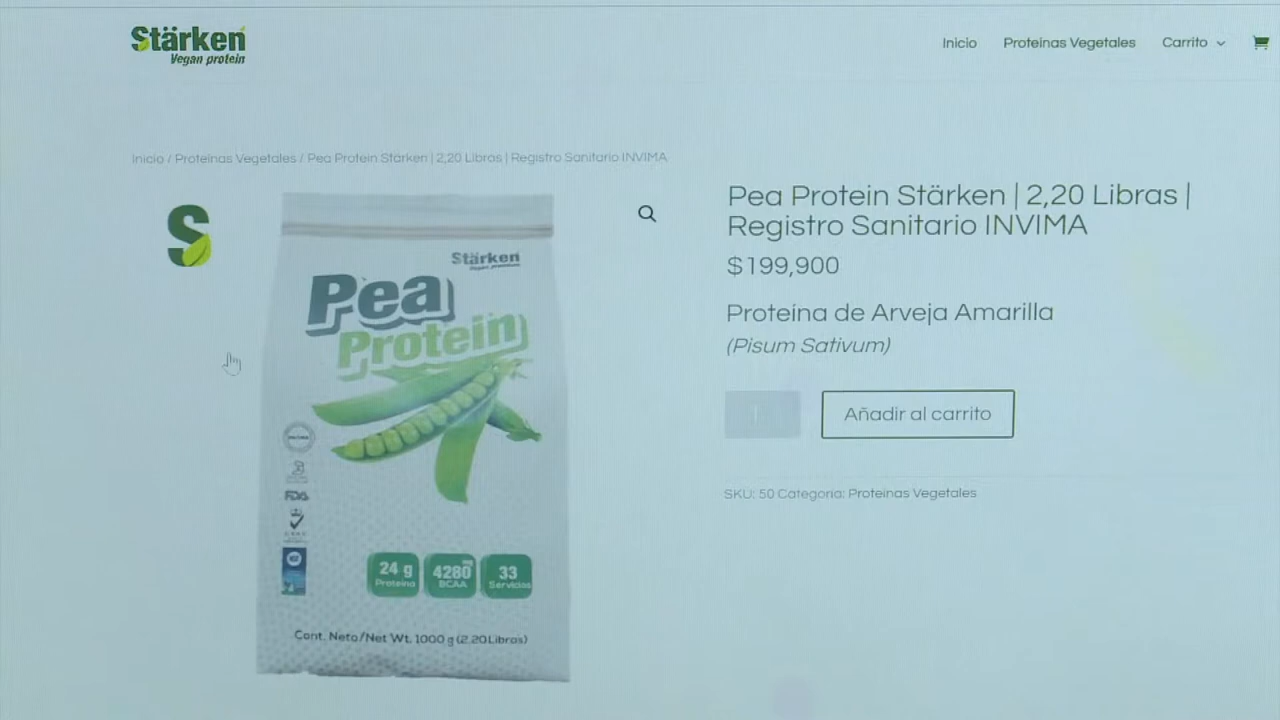 Stärken
Vegan protein
Inicio
Proteinas Vegetales
Carrito
Inicio / Proteinas Vegetales / Pea Protein Stärken | 2,20 Libras | Registro Sanitario INVIMA
S
Stärken
Pea
Protein
FDA
24 g
Proteina
4280 mg
BCAA
33
Servicios
Cont. Neto/Net Wt. 1000 g (2.20Libras)
Pea Protein Stärken | 2,20 Libras |
Registro Sanitario INVIMA
$199,900
Proteína de Arveja Amarilla
(Pisum Sativum)
1
Añadir al carrito
SKU: 50 Categoría: Proteinas Vegetales